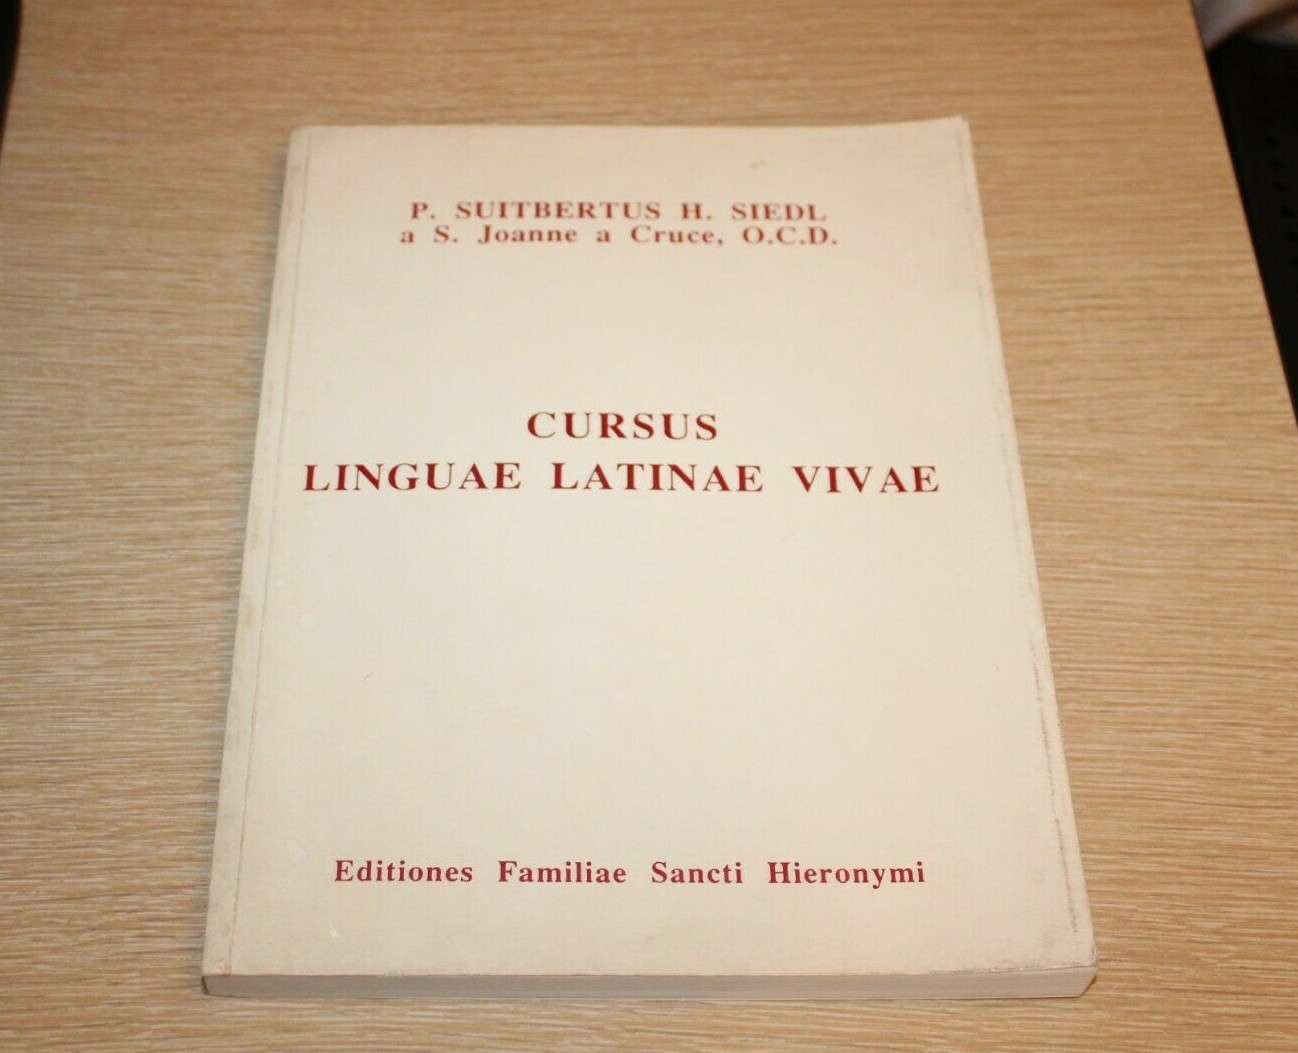 P. SUITBERTUS H. SIEDL
a S. Joanne a Cruce, O.C.D.
CURSUS
LINGUAE LATINAE VIVAE
Editiones Familiae Sancti Hieronymi